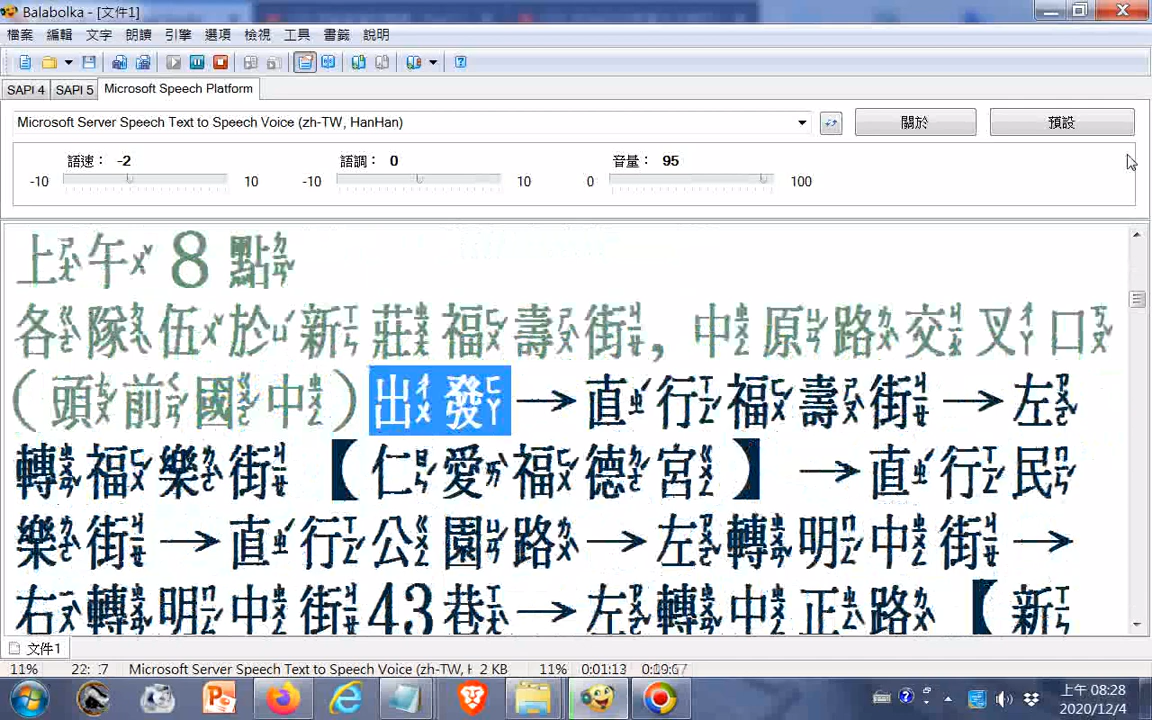 Balabolka - [文件1]
檔案 編輯 文字 朗讀 引擎 選項 檢視 工具 書籤 說明
SAPI 4 SAPI 5 Microsoft Speech Platform
Microsoft Server Speech Text to Speech Voice (zh-TW, HanHan) 關於 預設
語速： -2 語調： 0 音量： 95
-10 10 -10 10 0 100
上午 8 點
各隊伍於新莊福壽街，中原路交叉口
（頭前國中）出發→直行福壽街→左
轉福樂街【仁愛福德宮】→直行民
樂街→直行公園路→左轉明中街→
右轉明中街43巷→左轉中正路【新
文件1
11% 22: :7 Microsoft Server Speech Text to Speech Voice (zh-TW, H 2 KB 11% 0:01:13 0:09:07
上午 08:28
2020/12/4